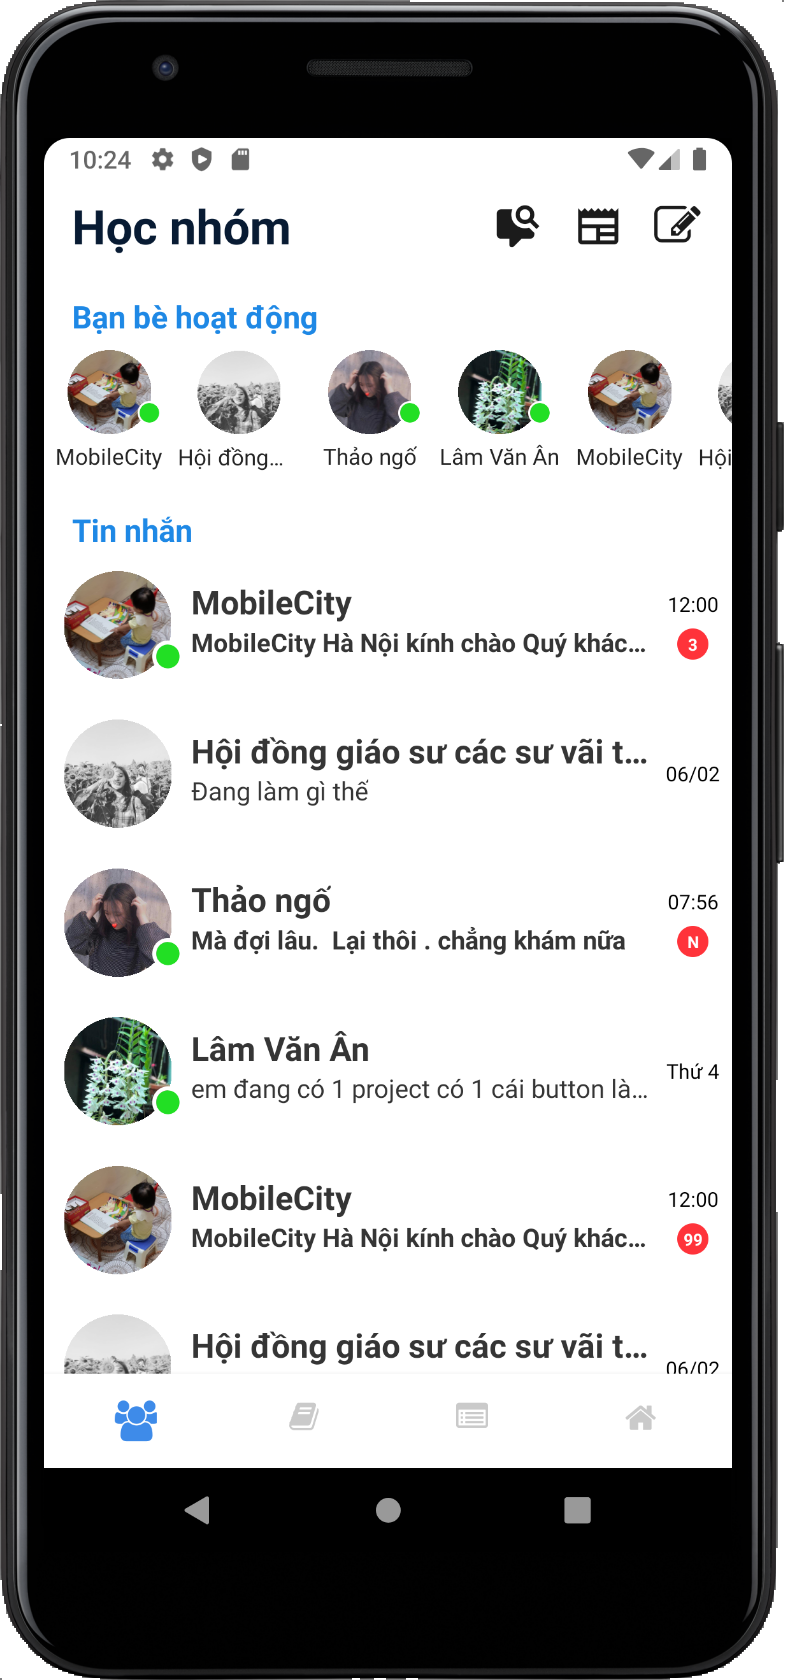 10:24
Học nhóm
Bạn bè hoạt động
MobileCity
Hội đồng...
Thảo ngố
Lâm Văn Ân
MobileCity
Hội
Tin nhắn
MobileCity
12:00
MobileCity Hà Nội kính chào Quý khác...
3
Hội đồng giáo sư các sư vãi t...
06/02
Đang làm gì thế
Thảo ngố
07:56
Mà đợi lâu.  Lại thôi . chẳng khám nữa
N
Lâm Văn Ân
Thứ 4
em đang có 1 project có 1 cái button là...
MobileCity
12:00
MobileCity Hà Nội kính chào Quý khác...
99
Hội đồng giáo sư các sư vãi t...
06/02